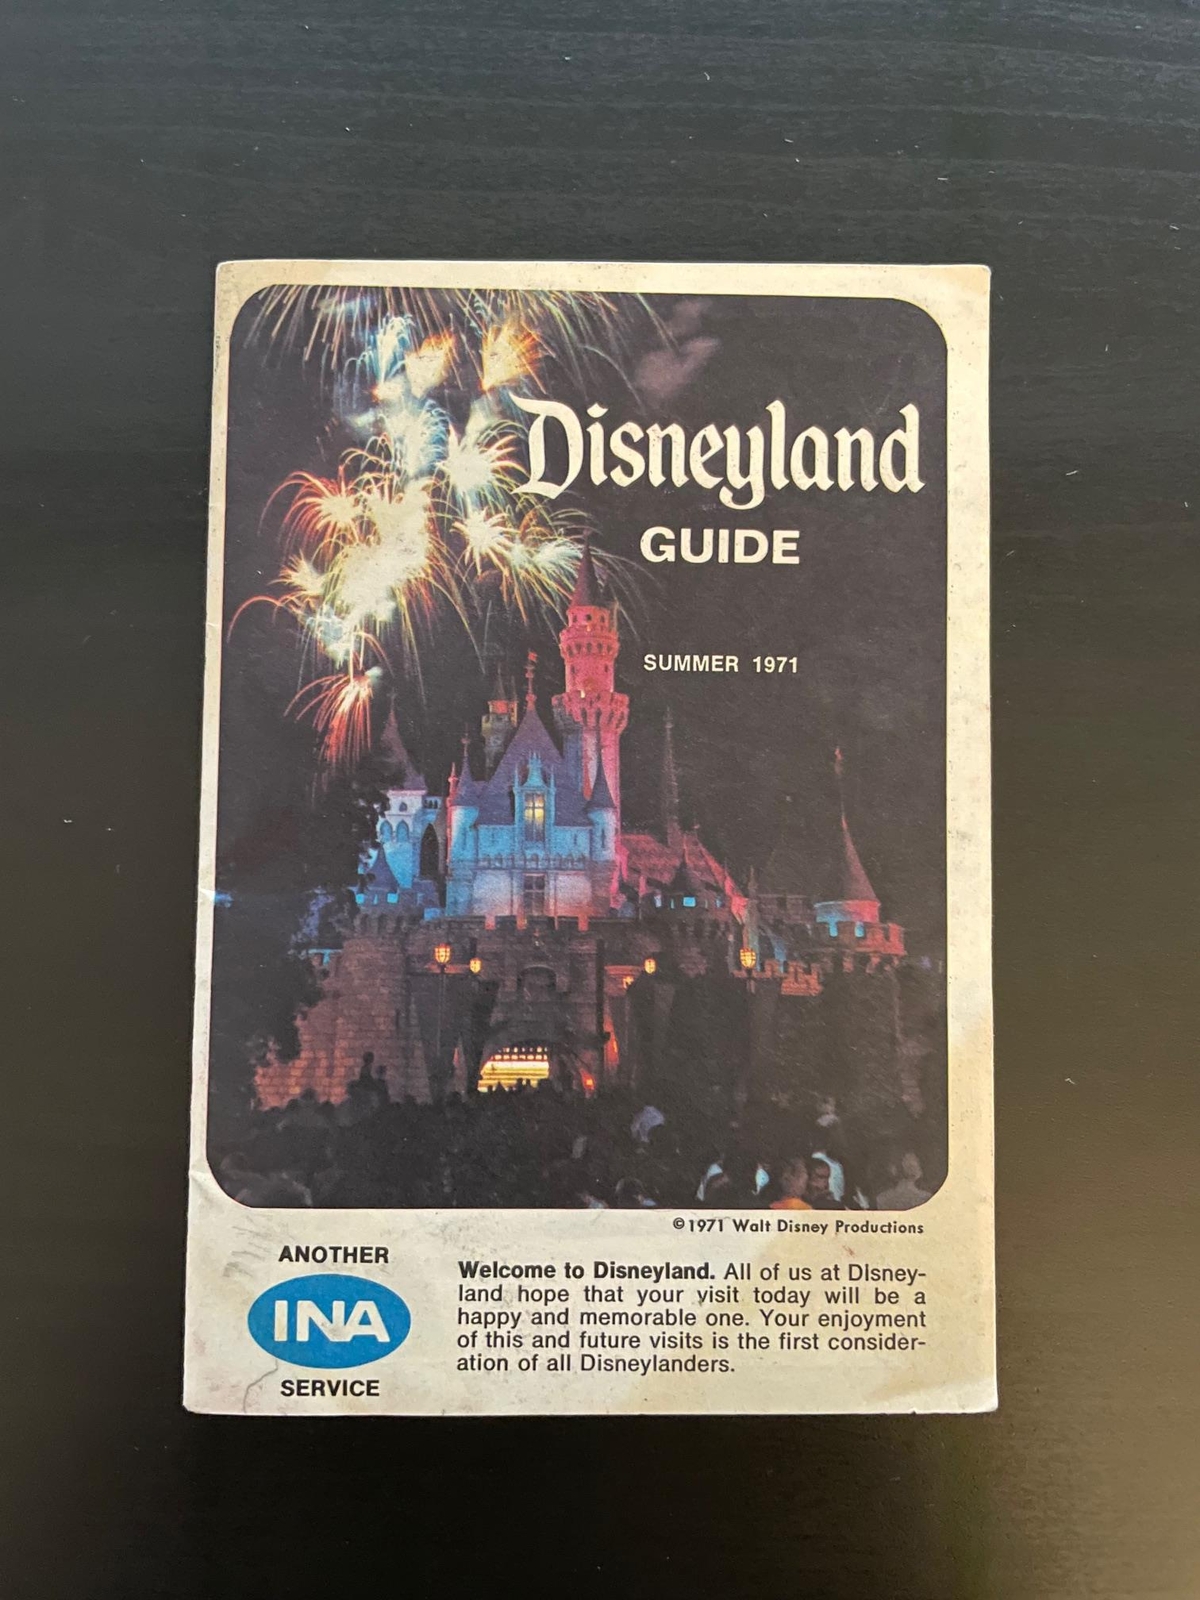 Disneyland
GUIDE
SUMMER 1971
©1971 Walt Disney Productions
ANOTHER
INA
SERVICE
Welcome to Disneyland. All of us at Disney-
land hope that your visit today will be a
happy and memorable one. Your enjoyment
of this and future visits is the first consider-
ation of all Disneylanders.